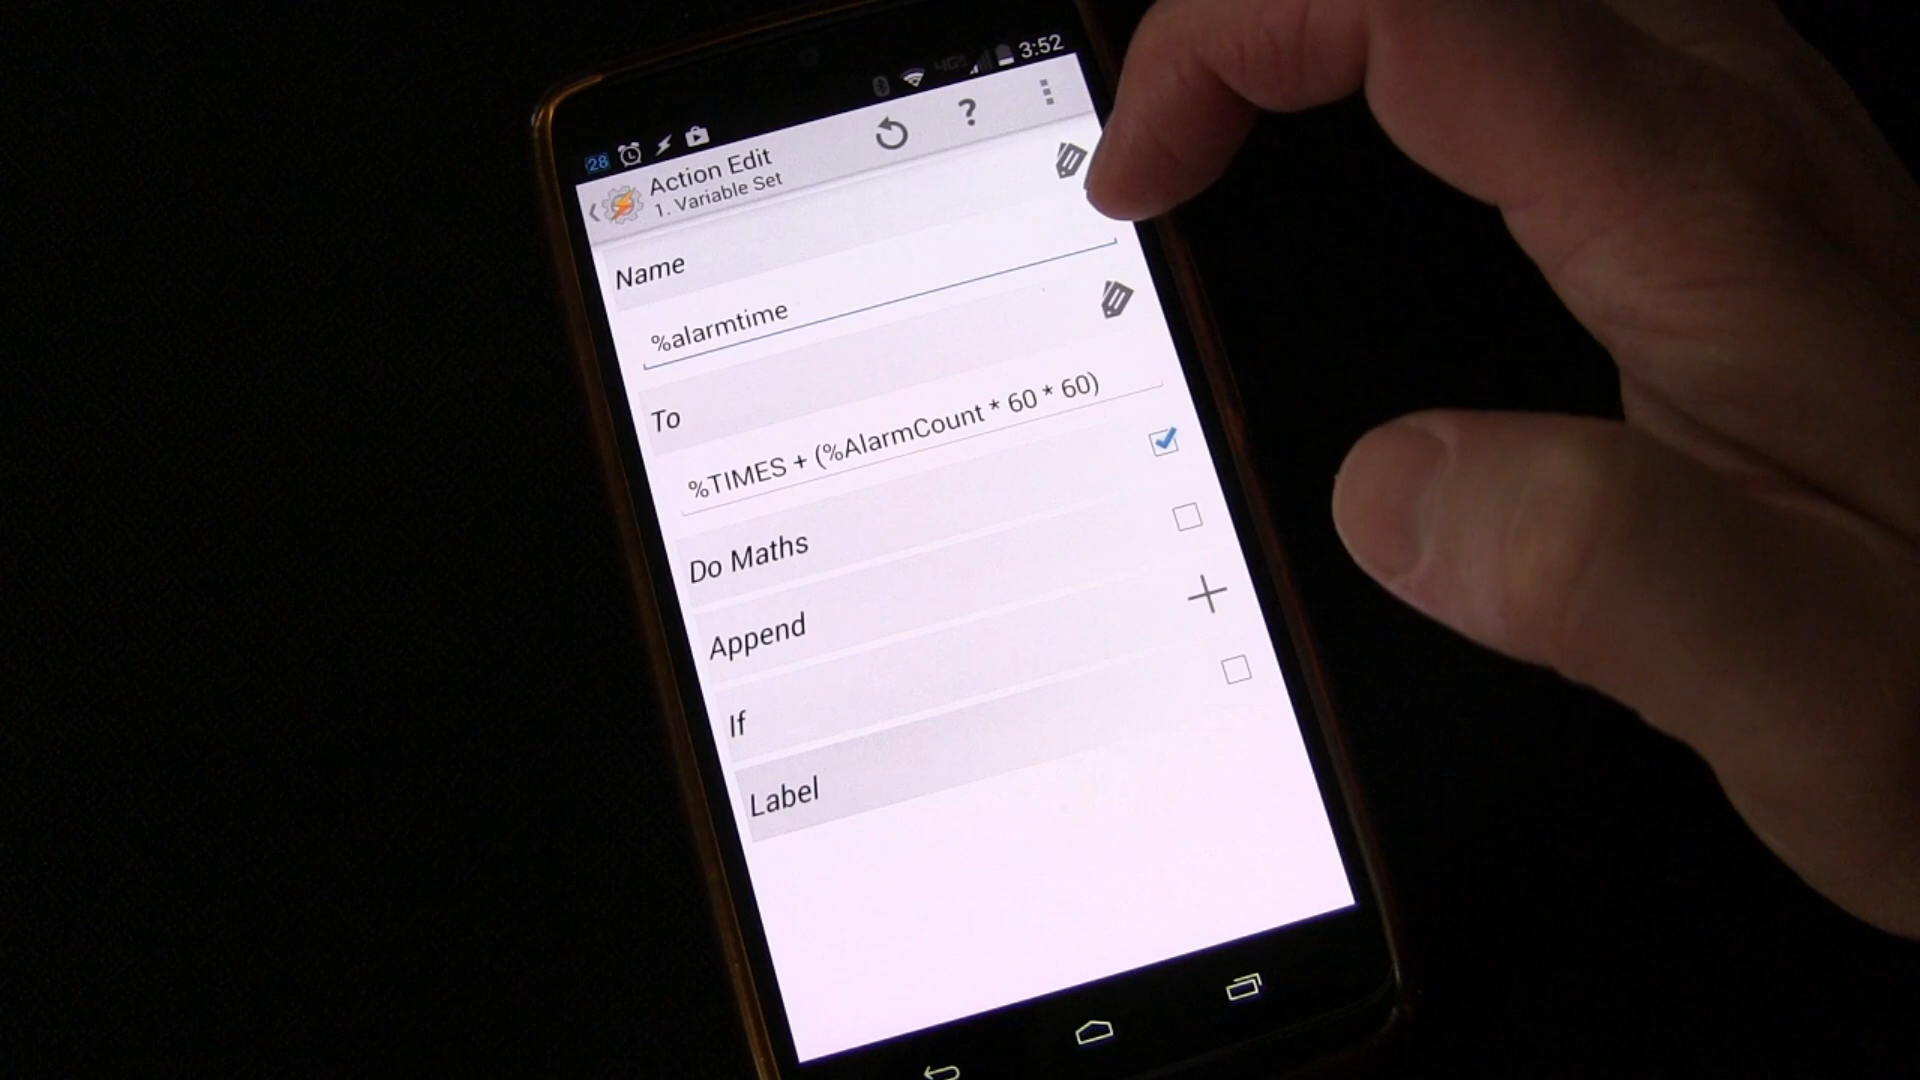 28
4G
3:52
Action Edit
1. Variable Set
?
Name
%alarmtime
To
%TIMES + (%AlarmCount * 60 * 60)
Do Maths
Append
If
Label